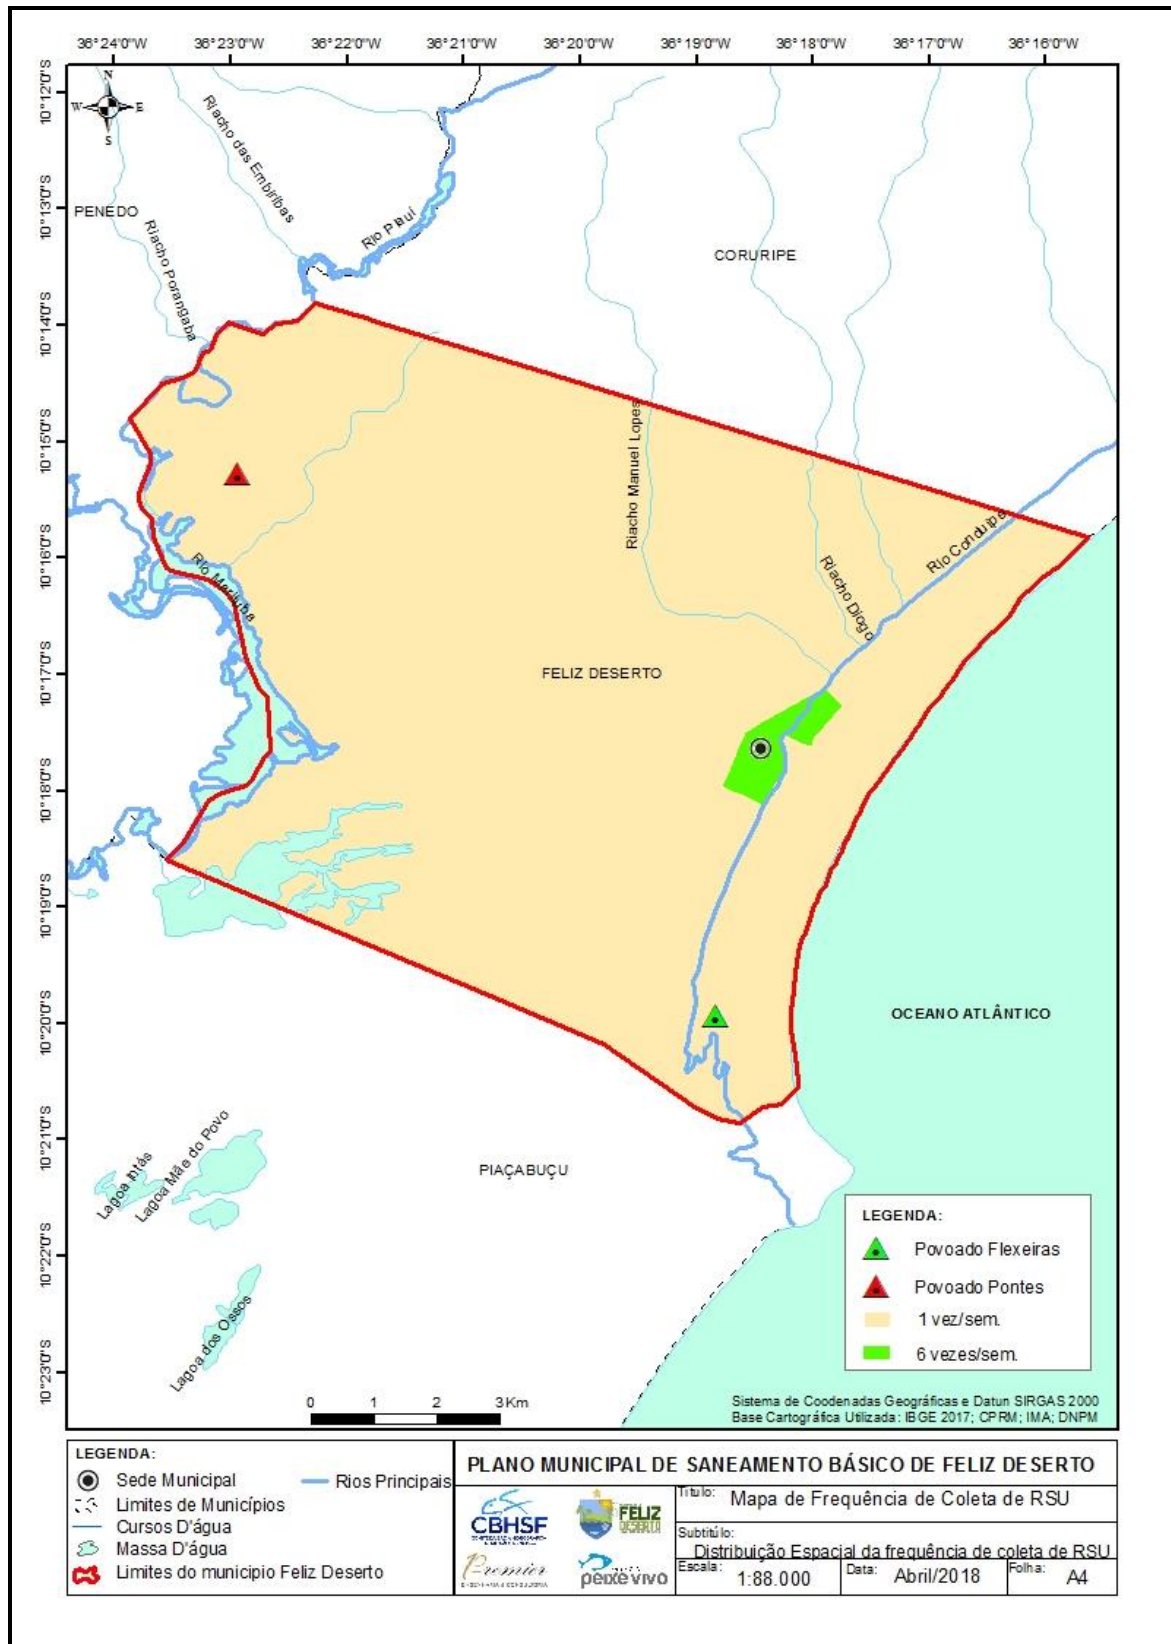 36°24'0"W 36°23'0"W 36°22'0"W 36°21'0"W 36°20'0"W 36°19'0"W 36°18'0"W 36°17'0"W 36°16'0"W
10°12'0"S
10°13'0"S
10°14'0"S
10°15'0"S
10°16'0"S
10°17'0"S
10°18'0"S
10°19'0"S
10°20'0"S
10°21'0"S
10°22'0"S
10°23'0"S
N
W E
S
Riacho das Embiribas
PENEDO
Rio Piauí
Riacho Porangaba
CORURIPE
Riacho Manuel Lopes
Rio Conduipe
Riacho Diogo
Rio Marituba
FELIZ DESERTO
OCEANO ATLÂNTICO
PIAÇABUÇU
Lagoa Intás
Lagoa Mãe do Povo
Lagoa dos Ossos
LEGENDA:
Povoado Flexeiras
Povoado Pontes
1 vez/sem.
6 vezes/sem.
0 1 2 3 Km
Sistema de Coodenadas Geográficas e Datun SIRGAS 2000
Base Cartográfica Utilizada: IBGE 2017; CPRM; IMA; DNPM
LEGENDA:
Sede Municipal
Rios Principais
Limites de Municípios
Cursos D'água
Massa D'água
Limites do municipio Feliz Deserto
PLANO MUNICIPAL DE SANEAMENTO BÁSICO DE FELIZ DESERTO
CBHSF
FELIZ
DESERTO
Premier
peixe vivo
Titulo: Mapa de Frequência de Coleta de RSU
Subtitúlo:
Distribuição Espacial da frequência de coleta de RSU
Escala: 1:88.000
Data: Abril/2018
Folha: A4